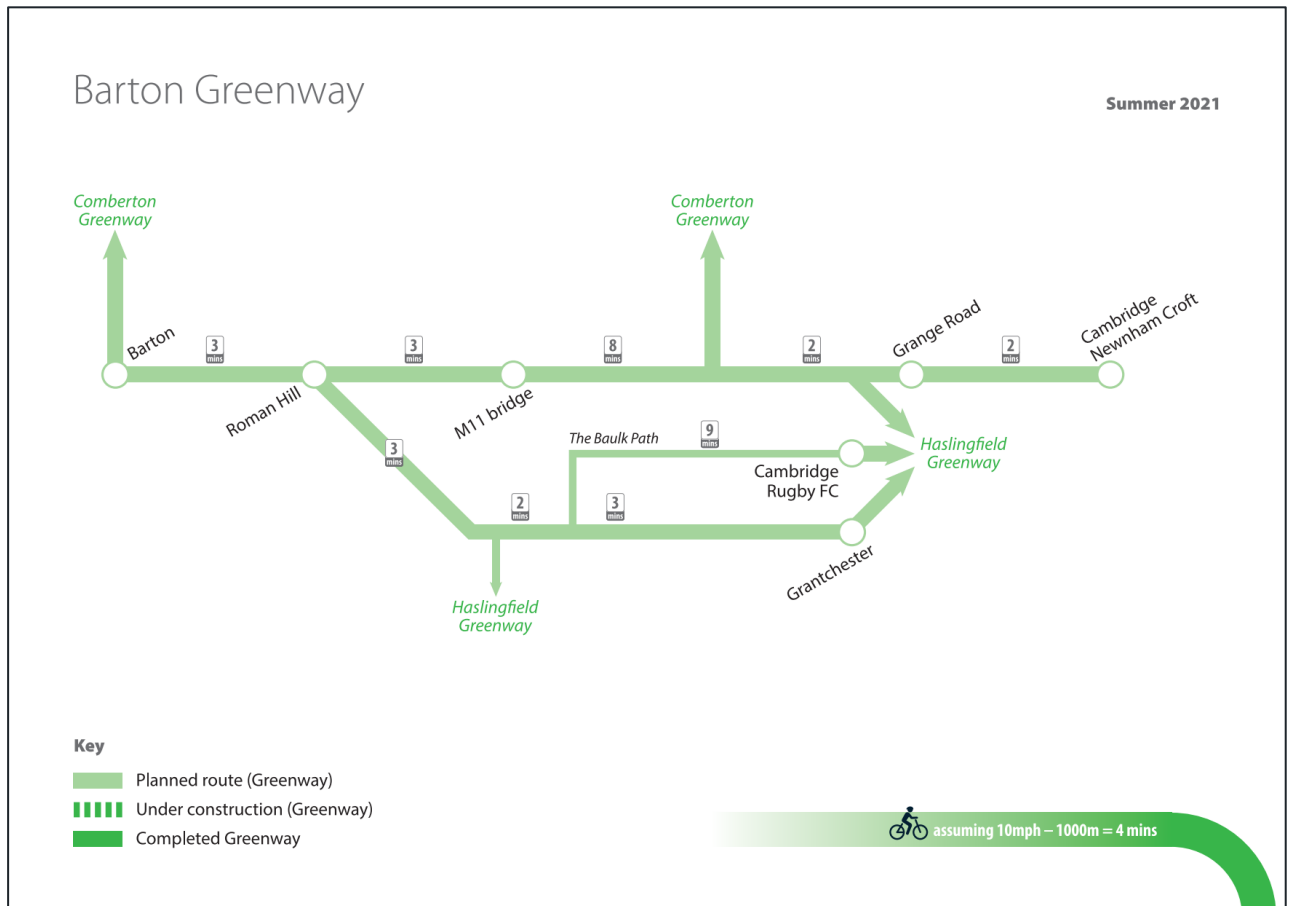 Barton Greenway
Summer 2021
Comberton
Greenway
Comberton
Greenway
Barton
3
mins
Roman Hill
3
mins
M11 bridge
8
mins
2
mins
Grange Road
2
mins
Cambridge
Newnham Croft
3
mins
The Baulk Path
9
mins
Cambridge
Rugby FC
Haslingfield
Greenway
2
mins
3
mins
Grantchester
Haslingfield
Greenway
Key
Planned route (Greenway)
Under construction (Greenway)
Completed Greenway
assuming 10mph – 1000m = 4 mins